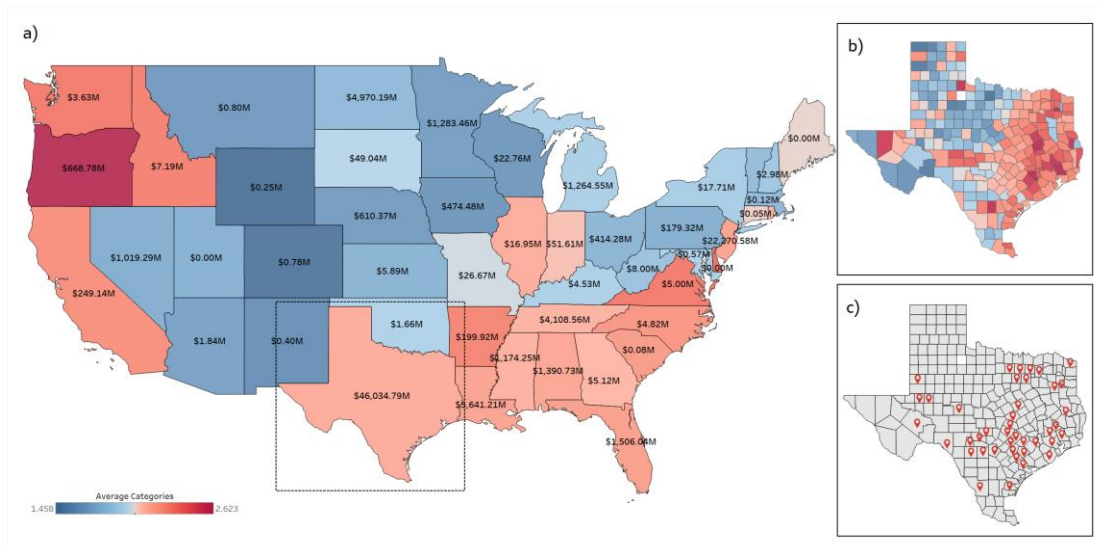 a)
b)
c)
$3.63M
$0.80M
$4,970.19M
$1,283.46M
$0.00M
$668.78M
$7.19M
$49.04M
$22.76M
$2.98M
$0.25M
$1,264.55M
$17.71M
$0.12M
$610.37M
$474.48M
$0.05M
$1,019.29M
$0.00M
$0.78M
$5.89M
$16.95M
$51.61M
$414.28M
$179.32M
$22,270.58M
$0.57M
$0.00M
$8.00M
$249.14M
$26.67M
$4.53M
$5.00M
$1.84M
$0.40M
$1.66M
$199.92M
$4,108.56M
$4.82M
$0.08M
$1,174.25M
$1,390.73M
$5.12M
$46,034.79M
$3,641.21M
$1,506.04M
Average Categories
1.458
2.623